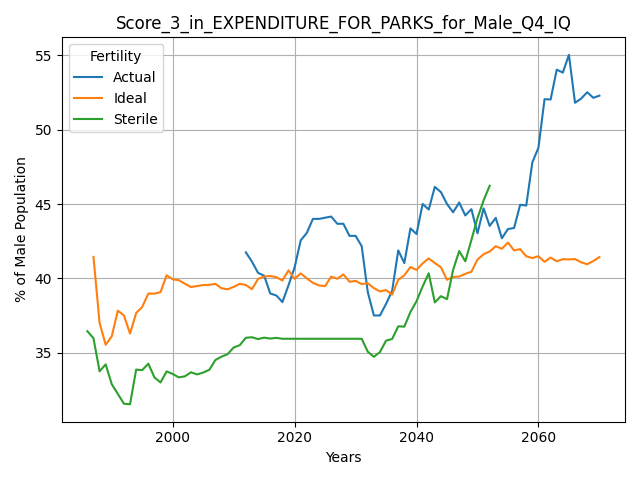 Score_3_in_EXPENDITURE_FOR_PARKS_for_Male_Q4_IQ
Fertility
Actual
Ideal
Sterile
% of Male Population
55
50
45
40
35
2000 2020 2040 2060
Years